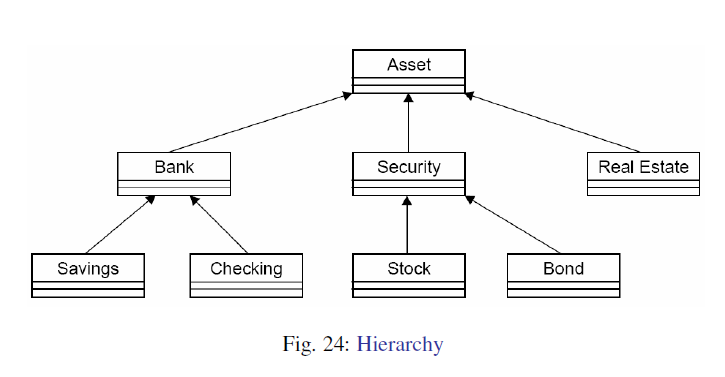 Asset
Bank
Security
Real Estate
Savings
Checking
Stock
Bond
Fig. 24: Hierarchy